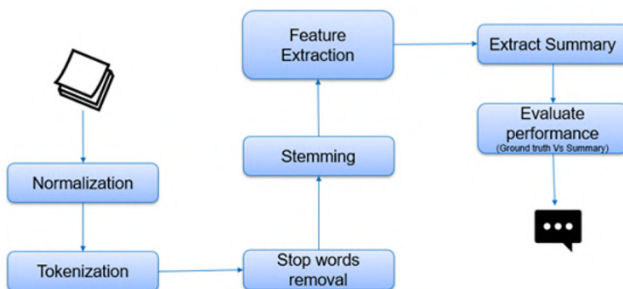 Normalization
Tokenization
Stop words
removal
Stemming
Feature
Extraction
Extract Summary
Evaluate
performance
(Ground truth Vs Summary)